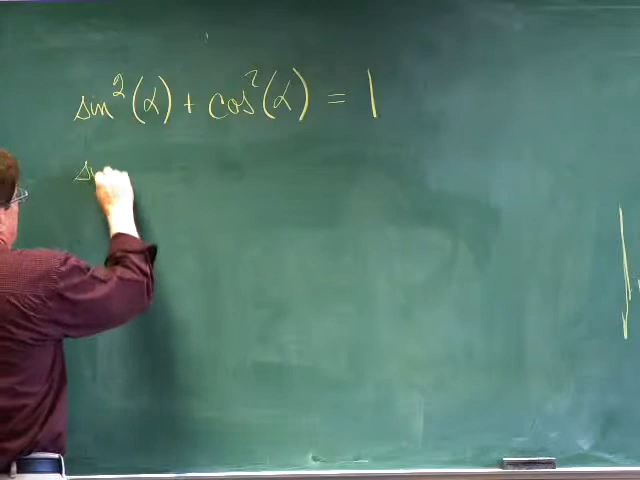 sin²(α) + cos²(α) = 1